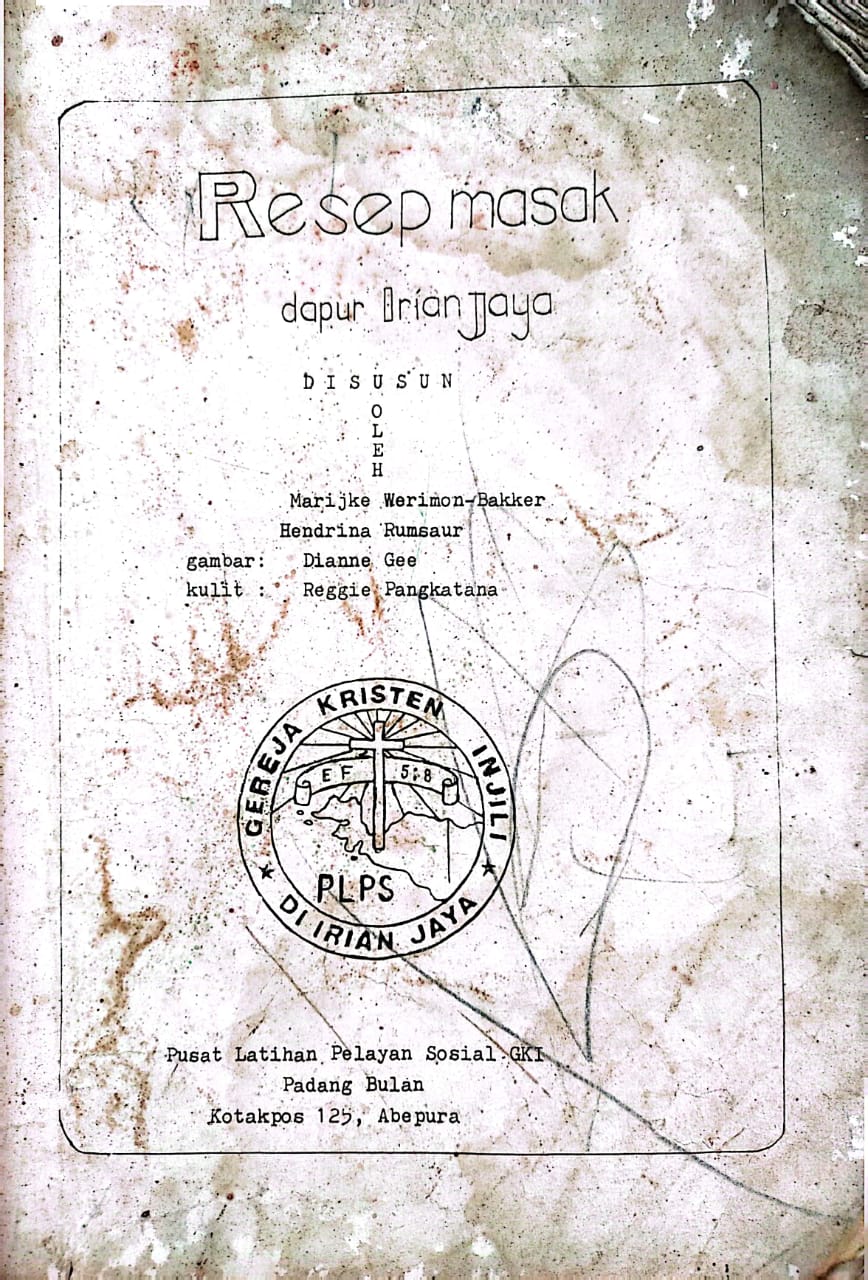 Resep masak
dapur Irian Jaya
DISUSUN
OLEH
Marijke Werimon-Bakker
Hendrina Rumsaur
gambar: Dianne Gee
kulit : Reggie Pangkatana
GEREJA KRISTEN INJILI
EF 5:8
PLPS
DI IRIAN JAYA
Pusat Latihan Pelayan Sosial GKI
Padang Bulan
Kotakpos 125, Abepura